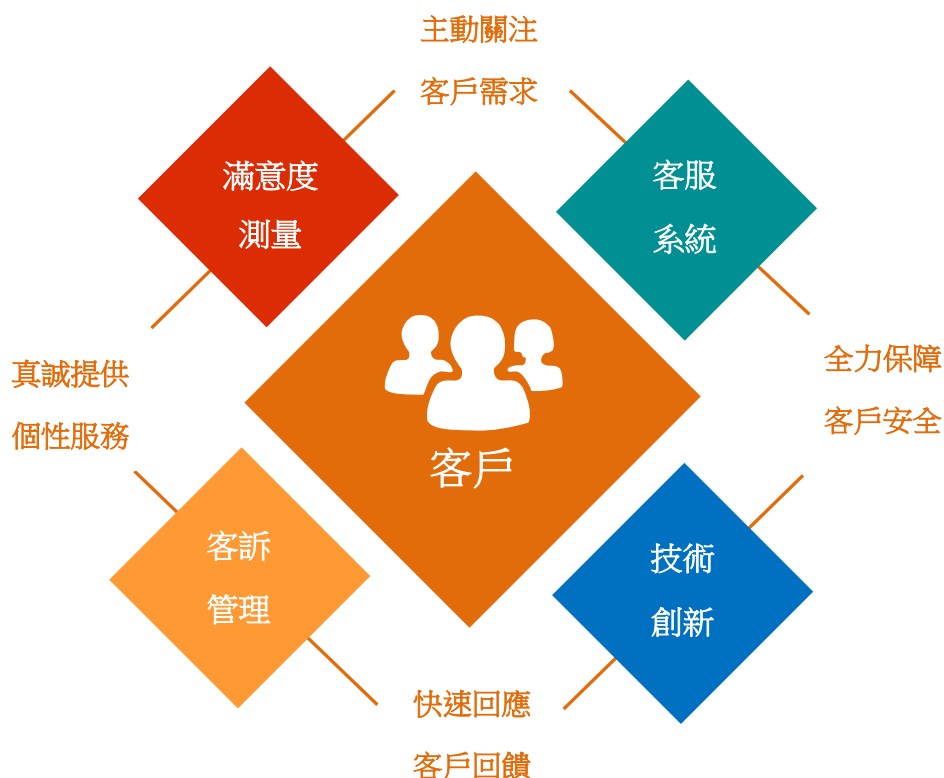 主動關注
客戶需求
滿意度
測量
客服
系統
真誠提供
個性服務
全力保障
客戶安全
客戶
客訴
管理
技術
創新
快速回應
客戶回饋